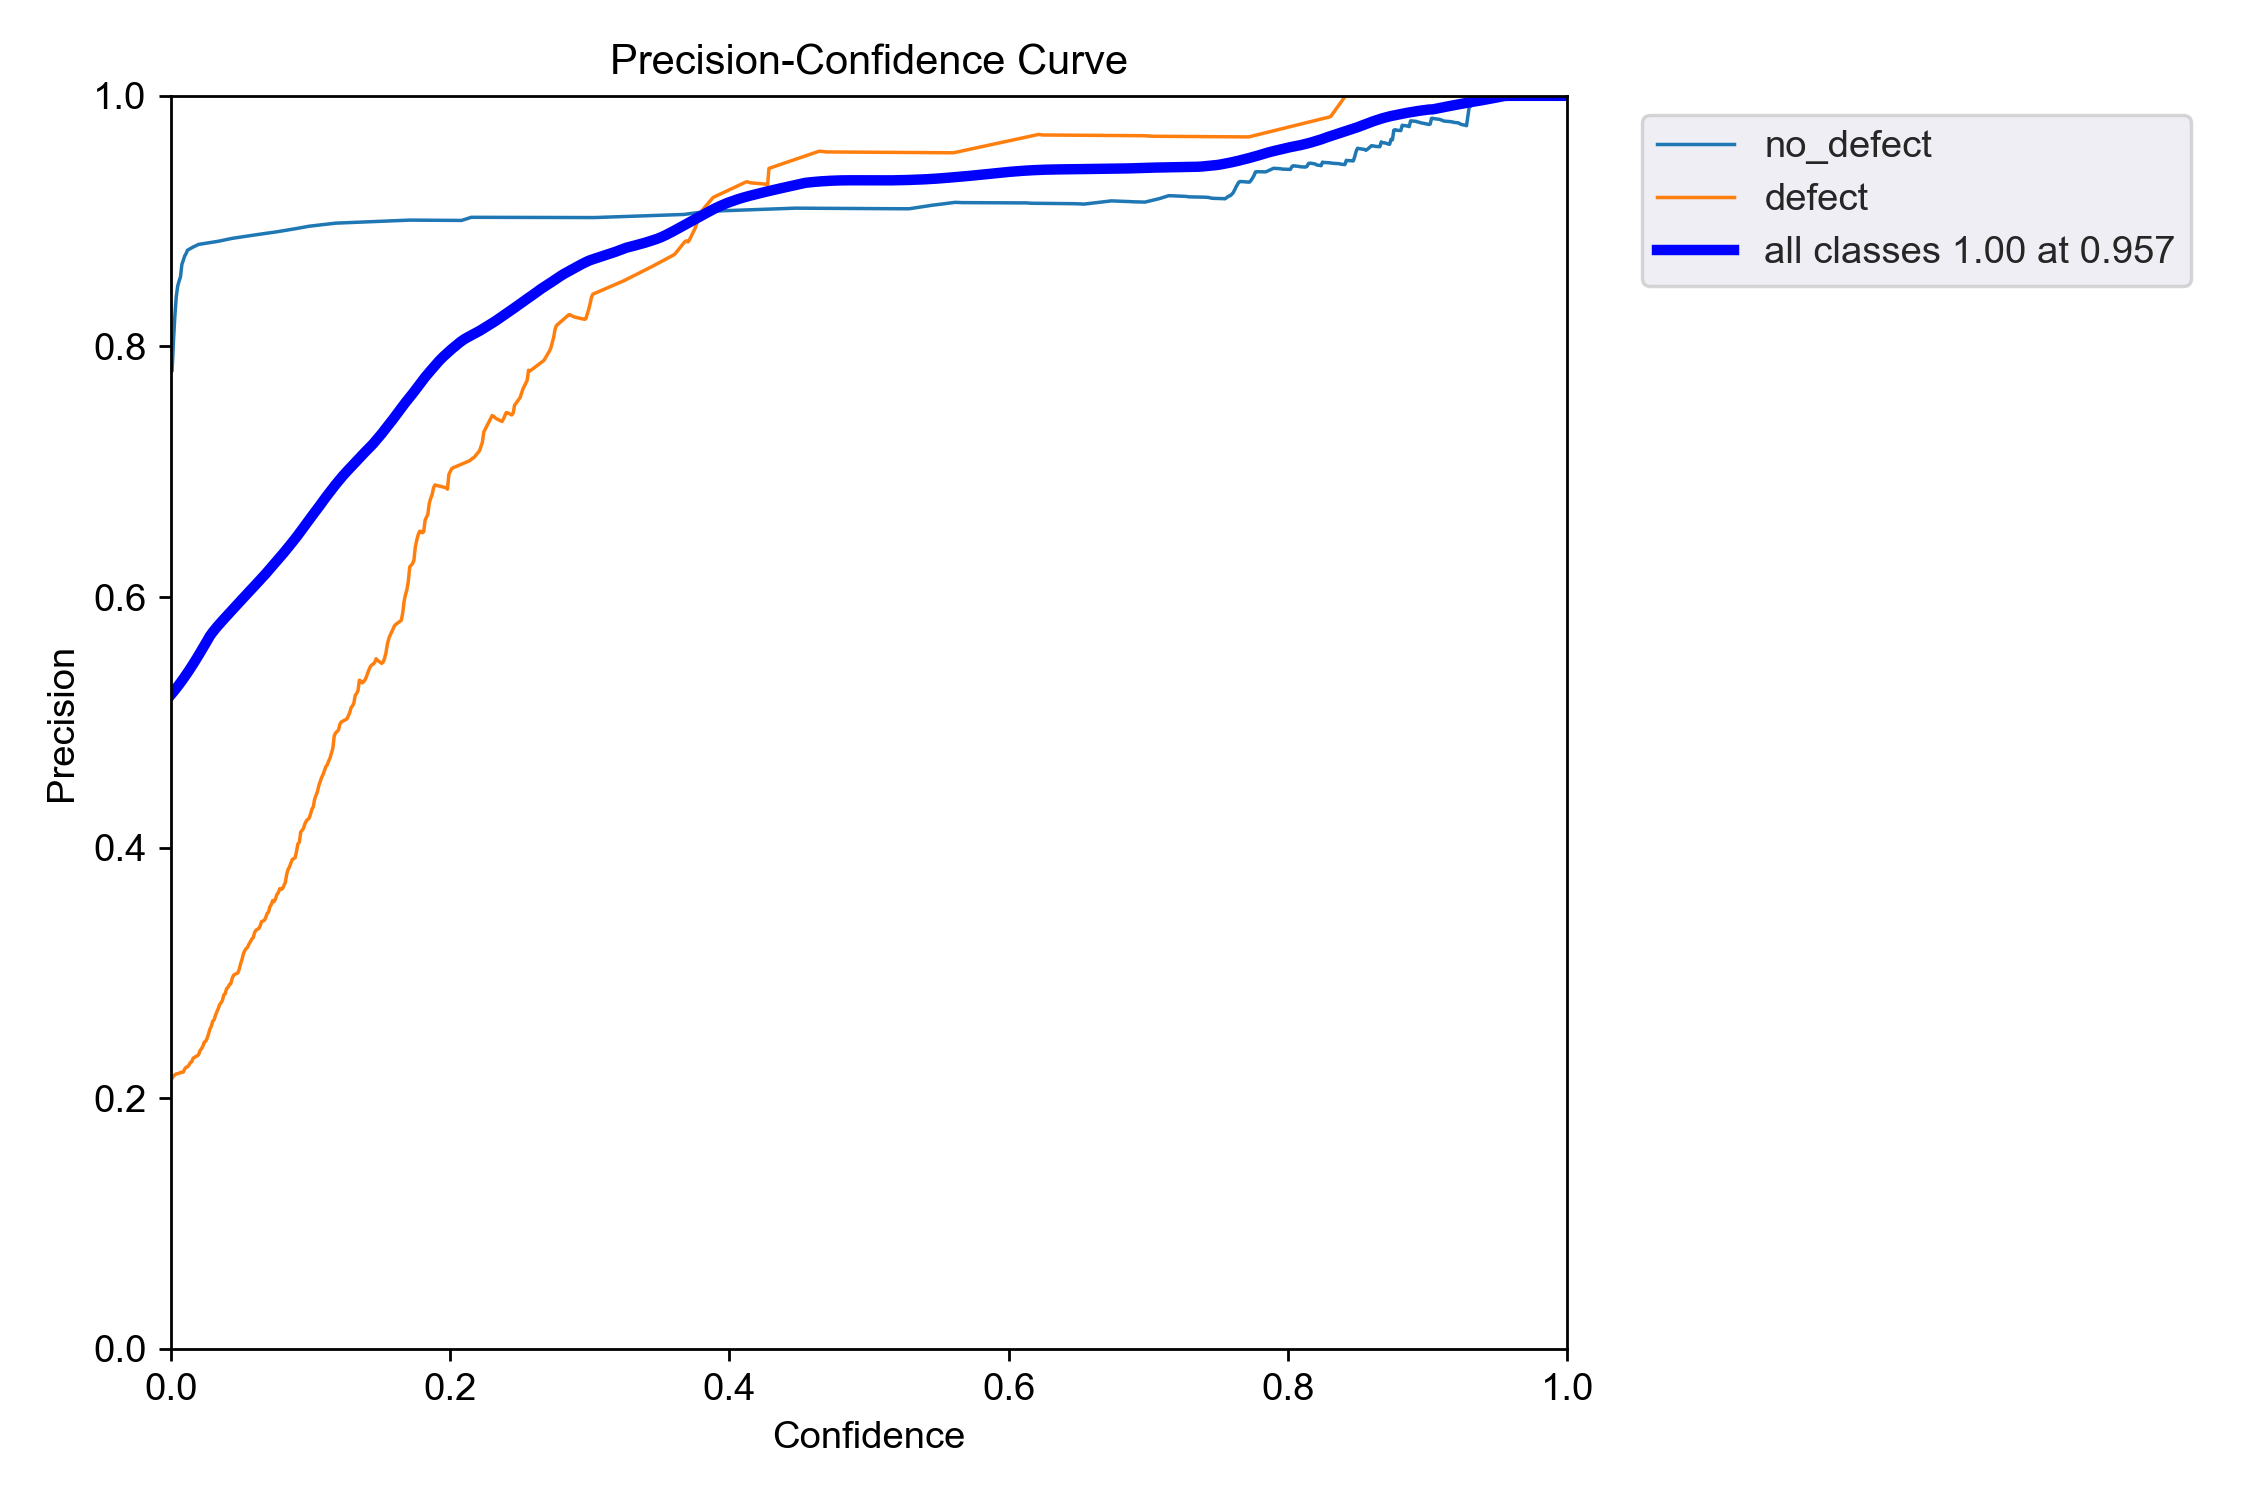 Precision-Confidence Curve
1.0
0.8
0.6
0.4
0.2
0.0
Precision
0.0 0.2 0.4 0.6 0.8 1.0
Confidence
no_defect
defect
all classes 1.00 at 0.957